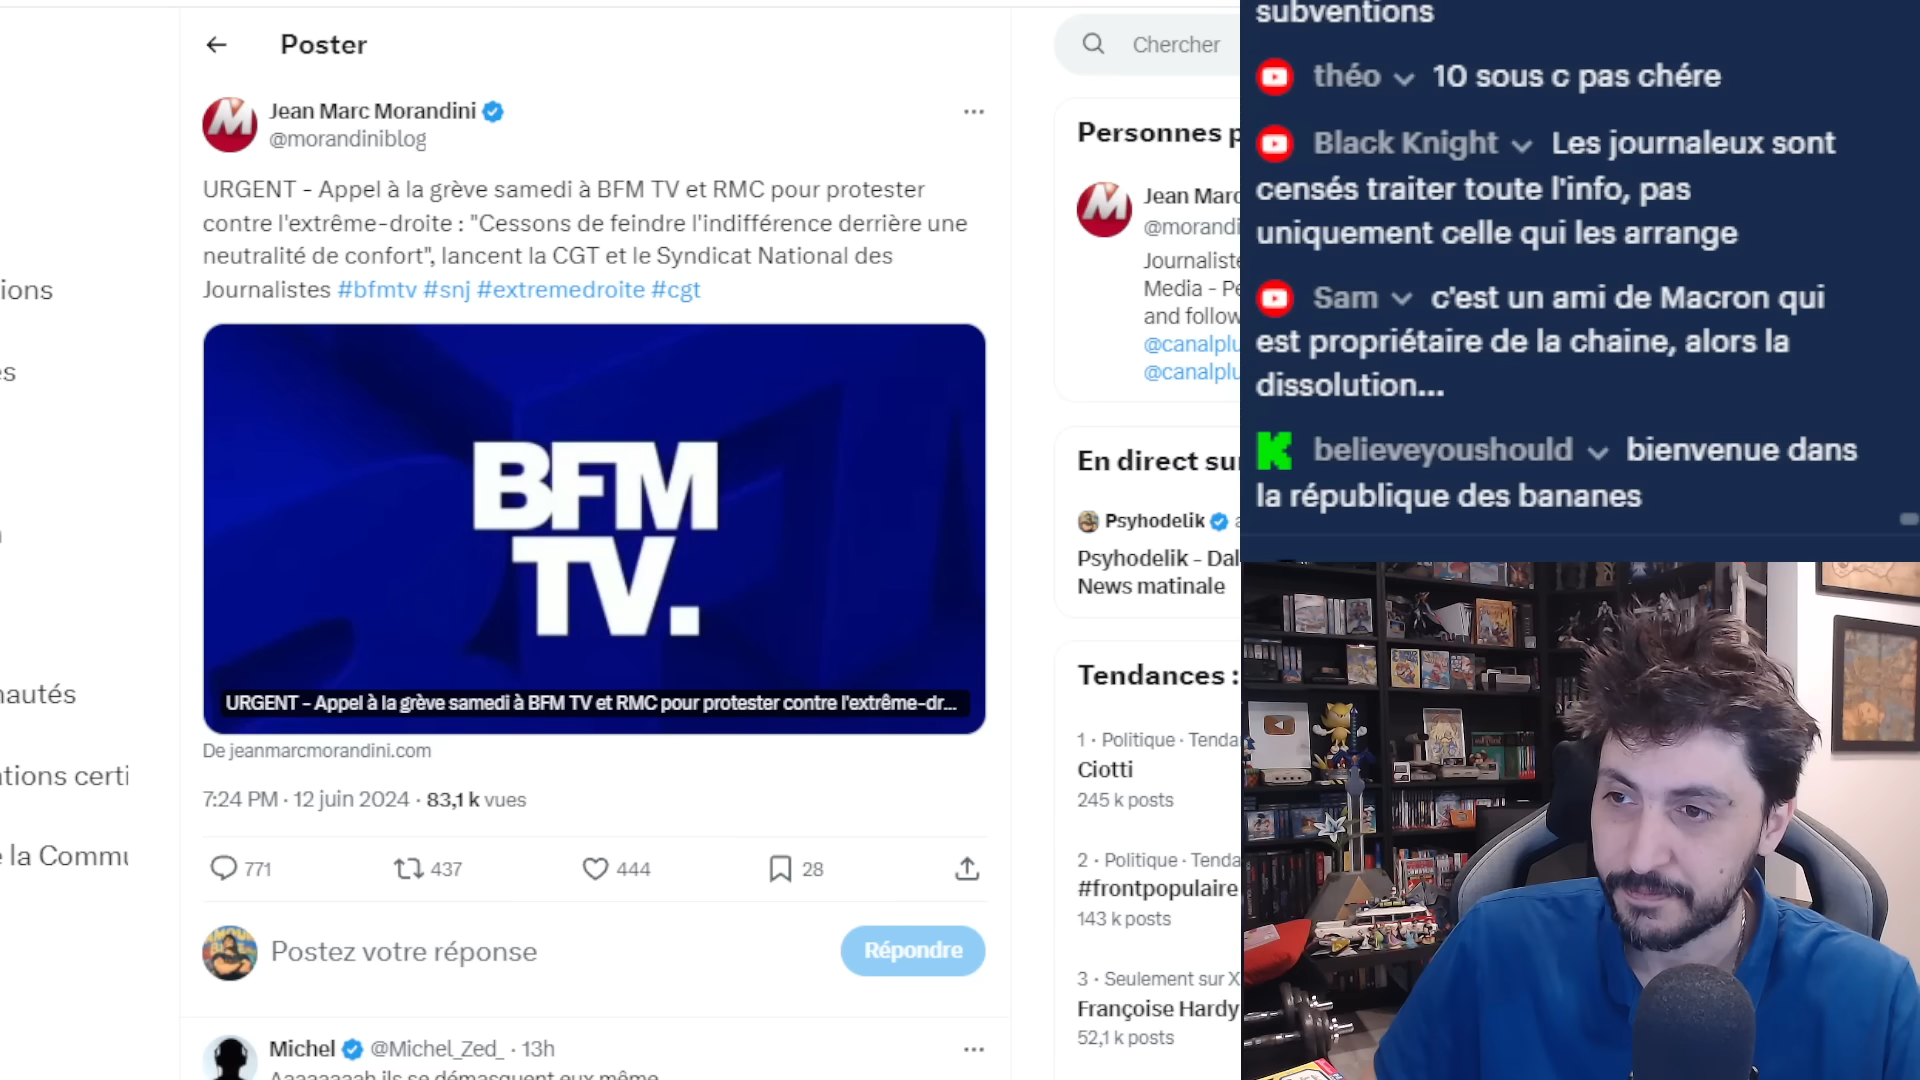 Poster
Jean Marc Morandini
@morandiniblog
URGENT - Appel à la grève samedi à BFM TV et RMC pour protester
contre l'extrême-droite : "Cessons de feindre l'indifférence derrière une
neutralité de confort", lancent la CGT et le Syndicat National des
Journalistes #bfmtv #snj #extremedroite #cgt
BFM
TV.
URGENT - Appel à la grève samedi à BFM TV et RMC pour protester contre l'extrême-dr...
De jeanmarcmorandini.com
7:24 PM · 12 juin 2024 · 83,1 k vues
771
437
444
28
Postez votre réponse
Répondre
Michel @Michel_Zed_ · 13h
Aaaaaaaah ils se démasquent eux même
ions
es
nautés
ations certi
e la Commu
Chercher
Personnes p
Jean Marc
@morandi
Journaliste
Media - Pe
and follow
@canalplu
@canalplu
En direct sur
Psyhodelik
Psyhodelik - Dal
News matinale
Tendances :
1 · Politique · Tenda
Ciotti
245 k posts
2 · Politique · Tenda
#frontpopulaire
143 k posts
3 · Seulement sur X
Françoise Hardy
52,1 k posts
subventions
théo 10 sous c pas chére
Black Knight Les journaleux sont
censés traiter toute l'info, pas
uniquement celle qui les arrange
Sam c'est un ami de Macron qui
est propriétaire de la chaine, alors la
dissolution...
believeyoushould bienvenue dans
la république des bananes